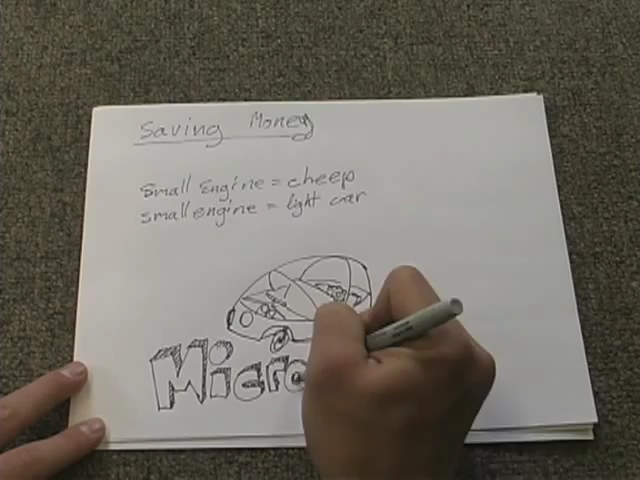 Saving Money
Small Engine = cheep
small engine = light car
Micro